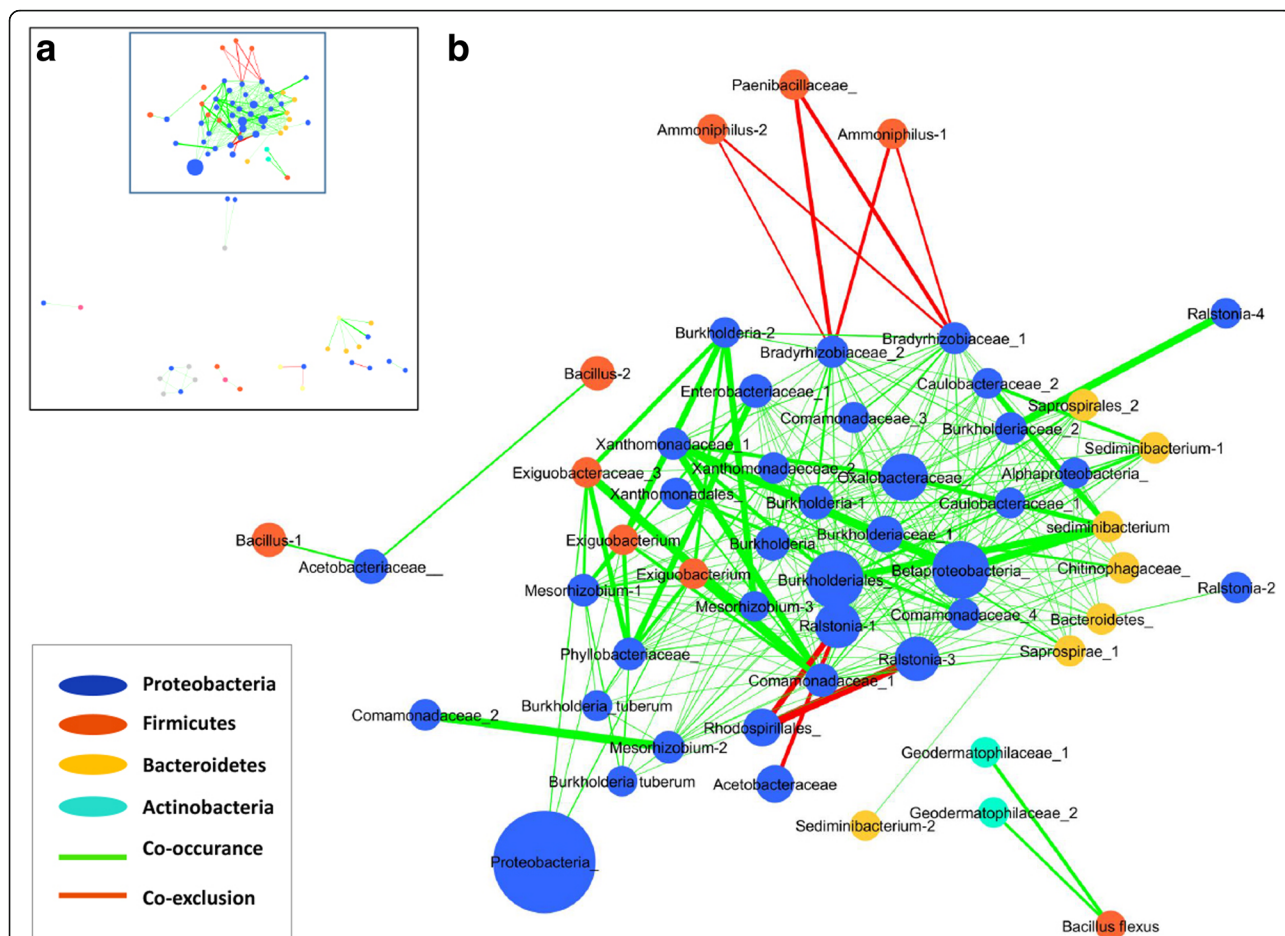 a
b
Paenibacillaceae_
Ammoniphilus-2
Ammoniphilus-1
Ralstonia-4
Burkholderia-2
Bradyrhizobiaceae_1
Bradyrhizobiaceae_2
Bacillus-2
Caulobacteraceae_2
Enterobacteriaceae_1
Saprospirales_2
Comamonadaceae_3
Burkholderiaceae_2
Xanthomonadaceae_1
Sediminibacterium-1
Exiguobacteraceae_3
Xanthomonadaeceae_2
Oxalobacteraceae_
Alphaproteobacteria_
Xanthomonadales_
Burkholderia-1
Caulobacteraceae_1
sediminibacterium
Bacillus-1
Exiguobacterium
Burkholderia
Burkholderiaceae_1
Acetobacteriaceae__
Exiguobacterium
Burkholderiales_
Betaproteobacteria_
Chitinophagaceae_
Mesorhizobium-1
Ralstonia-2
Mesorhizobium-3
Comamonadaceae_4
Bacteroidetes_
Ralstonia-1
Phyllobacteriaceae_
Ralstonia-3
Saprospirae_1
Comamonadaceae_1
Burkholderia_tuberum
Comamonadaceae_2
Rhodospirillales_
Mesorhizobium-2
Geodermatophilaceae_1
Burkholderia tuberum
Acetobacteraceae
Geodermatophilaceae_2
Sediminibacterium-2
Proteobacteria_
Bacillus flexus
Proteobacteria
Firmicutes
Bacteroidetes
Actinobacteria
Co-occurance
Co-exclusion